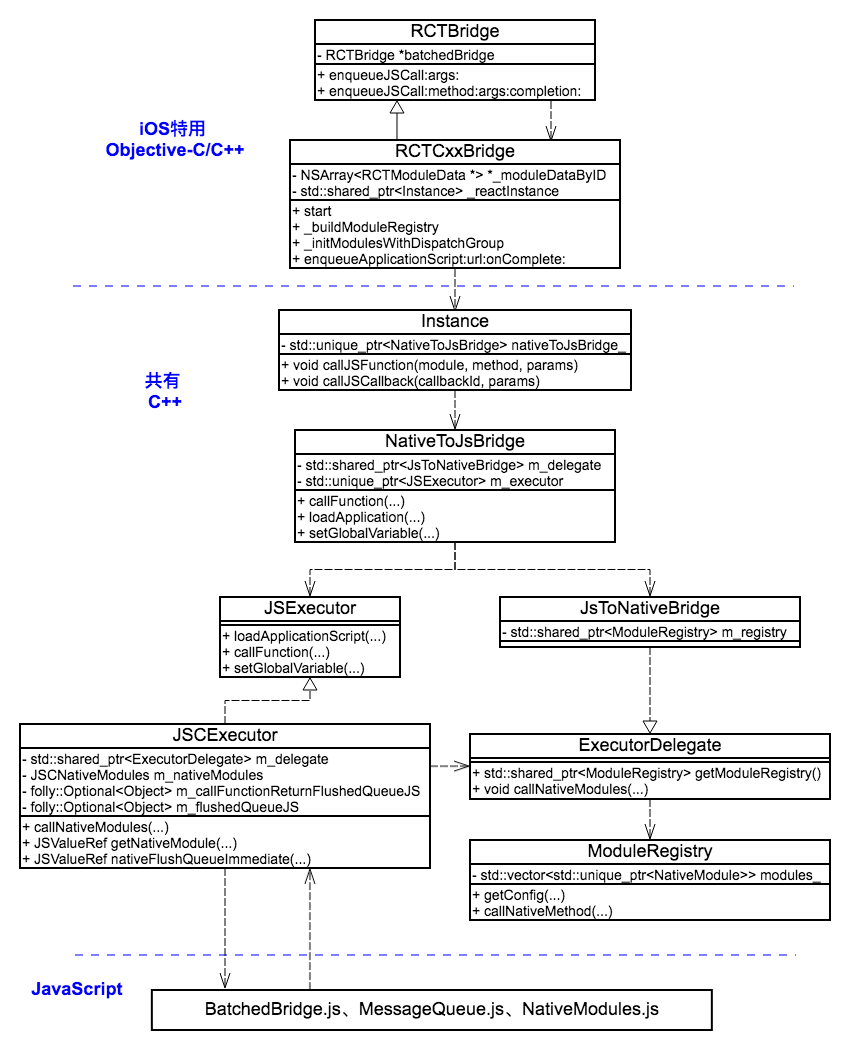 RCTBridge
- RCTBridge *batchedBridge
+ enqueueJSCall:args:
+ enqueueJSCall:method:args:completion:
iOS特用
Objective-C/C++
RCTCxxBridge
- NSArray<RCTModuleData *> *_moduleDataByID
- std::shared_ptr<Instance> _reactInstance
+ start
+ _buildModuleRegistry
+ _initModulesWithDispatchGroup
+ enqueueApplicationScript:url:onComplete:
Instance
- std::unique_ptr<NativeToJsBridge> nativeToJsBridge_
+ void callJSFunction(module, method, params)
+ void callJSCallback(callbackId, params)
共有
C++
NativeToJsBridge
- std::shared_ptr<JsToNativeBridge> m_delegate
- std::unique_ptr<JSExecutor> m_executor
+ callFunction(...)
+ loadApplication(...)
+ setGlobalVariable(...)
JSExecutor
+ loadApplicationScript(...)
+ callFunction(...)
+ setGlobalVariable(...)
JsToNativeBridge
- std::shared_ptr<ModuleRegistry> m_registry
JSCExecutor
- std::shared_ptr<ExecutorDelegate> m_delegate
- JSCNativeModules m_nativeModules
- folly::Optional<Object> m_callFunctionReturnFlushedQueueJS
- folly::Optional<Object> m_flushedQueueJS
+ callNativeModules(...)
+ JSValueRef getNativeModule(...)
+ JSValueRef nativeFlushQueueImmediate(...)
ExecutorDelegate
+ std::shared_ptr<ModuleRegistry> getModuleRegistry()
+ void callNativeModules(...)
ModuleRegistry
- std::vector<std::unique_ptr<NativeModule>> modules_
+ getConfig(...)
+ callNativeMethod(...)
JavaScript
BatchedBridge.js、MessageQueue.js、NativeModules.js